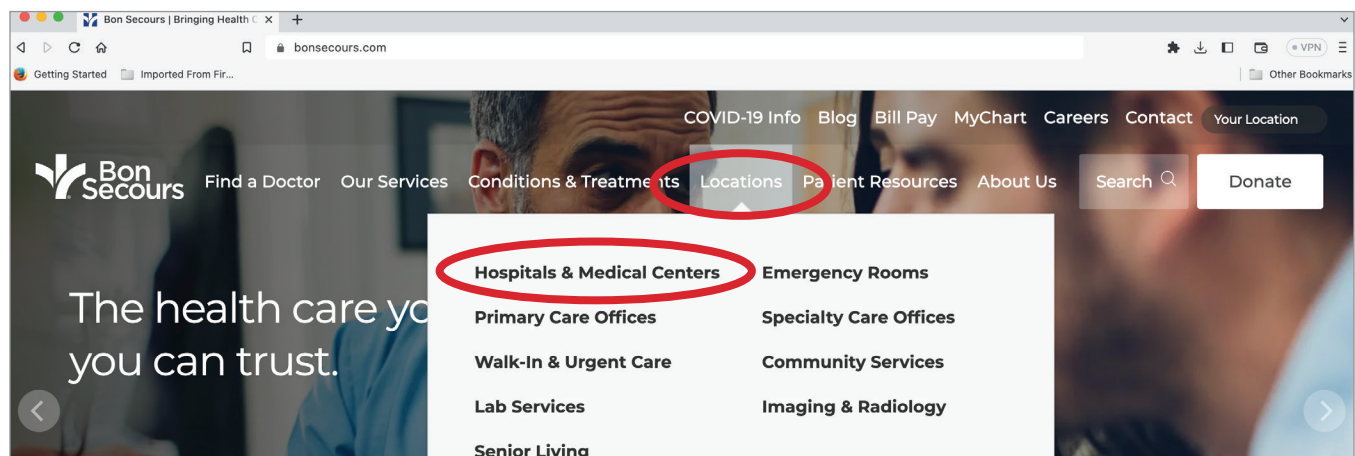 Bon Secours | Bringing Health C
bonsecours.com
VPN
Getting Started Imported From Fir...
Other Bookmarks
COVID-19 Info Blog Bill Pay MyChart Careers Contact Your Location
Bon Secours
Find a Doctor Our Services Conditions & Treatments Locations Patient Resources About Us Search Donate
Hospitals & Medical Centers Emergency Rooms
The health care yo
Primary Care Offices Specialty Care Offices
you can trust.
Walk-In & Urgent Care Community Services
Lab Services Imaging & Radiology
Senior Living